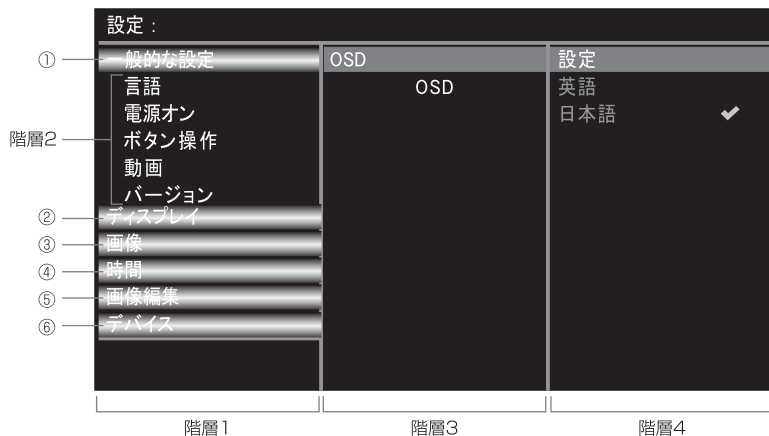 設定：
① 一般的な設定 OSD 設定
言語 OSD 英語
電源オン 日本語 ✔
階層2 ボタン操作
動画
バージョン
② ディスプレイ
③ 画像
④ 時間
⑤ 画像編集
⑥ デバイス
階層1 階層3 階層4